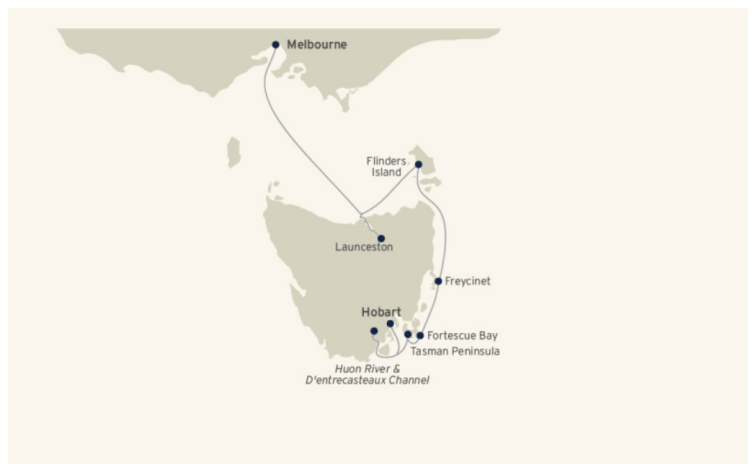 Melbourne
Flinders
Island
Launceston
Freycinet
Hobart
Fortescue Bay
Tasman Peninsula
Huon River &
D'entrecasteaux Channel